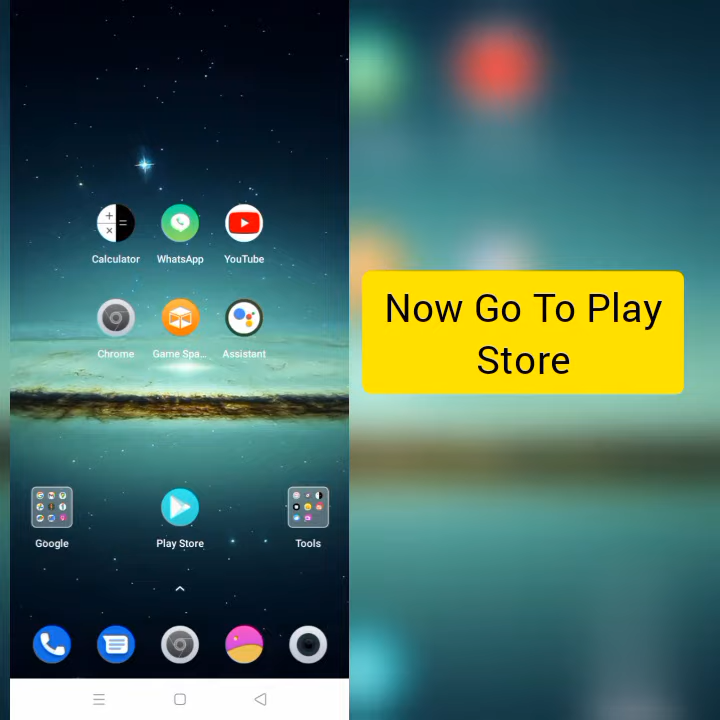 Calculator WhatsApp YouTube
Chrome Game Spa... Assistant
Google Play Store Tools
Now Go To Play
Store